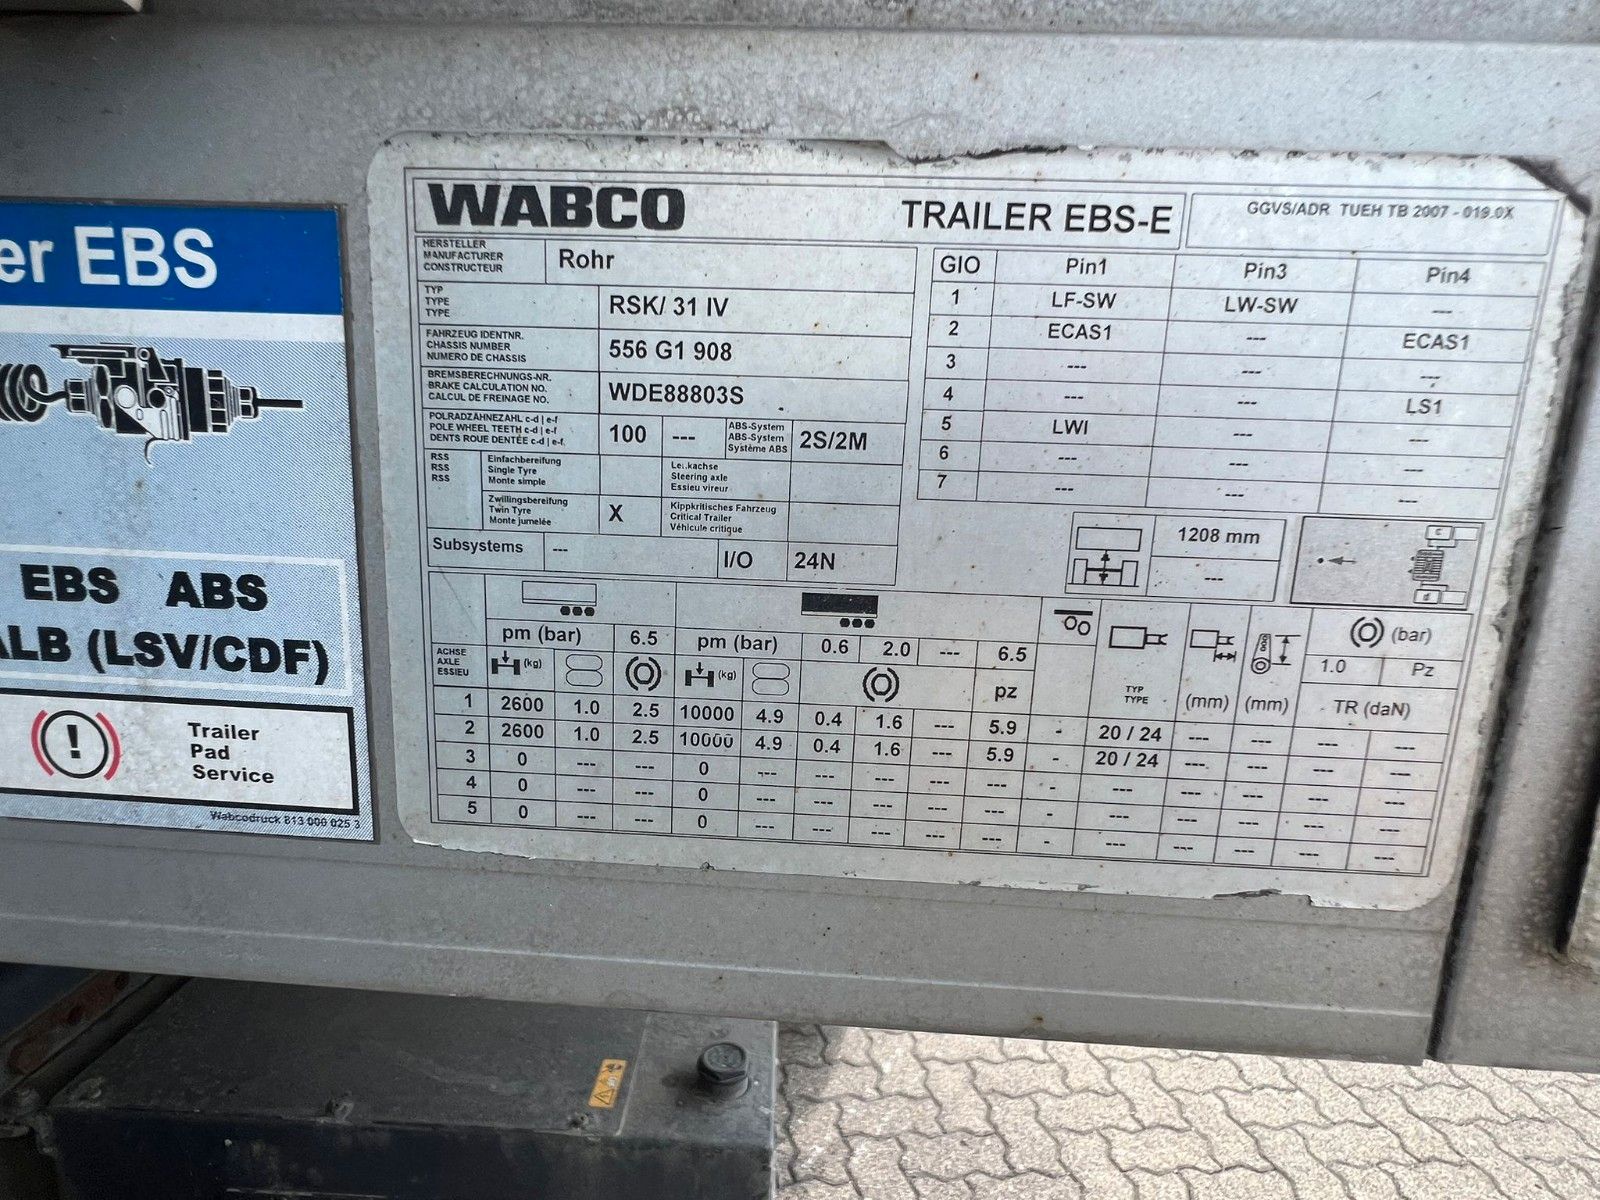 er EBS
EBS ABS
ALB (LSV/CDF)
!
Trailer
Pad
Service
Wabcodruck 813 000 025 3
WABCO TRAILER EBS-E GGVS/ADR TUEH TB 2007 - 019.0X
HERSTELLER
MANUFACTURER
CONSTRUCTEUR
Rohr
TYP
TYPE
TYPE
RSK/ 31 IV
FAHRZEUG IDENTNR.
CHASSIS NUMBER
NUMERO DE CHASSIS
556 G1 908
BREMSBERECHNUNGS-NR.
BRAKE CALCULATION NO.
CALCUL DE FREINAGE NO.
WDE88803S
POLRADZÄHNEZAHL c-d | e-f
POLE WHEEL TEETH c-d | e-f
DENTS ROUE DENTÉE c-d | e-f
100 ---
ABS-System
ABS-System
Système ABS
2S/2M
RSS
RSS
RSS
Einfachbereifung
Single Tyre
Monte simple
Lenkachse
Steering axle
Essieu vireur
Zwillingsbereifung
Twin Tyre
Monte jumelée
X
Kippkritisches Fahrzeug
Critical Trailer
Véhicule critique
Subsystems --- I/O 24N
GIO Pin1 Pin3 Pin4
1 LF-SW LW-SW ---
2 ECAS1 --- ECAS1
3 --- --- ---
4 --- --- LS1
5 LWI --- ---
6 --- --- ---
7 --- --- ---
1208 mm
---
c
d
pm (bar) 6.5 pm (bar) 0.6 2.0 --- 6.5 (bar)
1.0 Pz
ACHSE
AXLE
ESSIEU
(kg) (kg) pz
TYP
TYPE
(mm) (mm) TR (daN)
1 2600 1.0 2.5 10000 4.9 0.4 1.6 --- 5.9 - 20 / 24 --- --- --- ---
2 2600 1.0 2.5 10000 4.9 0.4 1.6 --- 5.9 - 20 / 24 --- --- --- ---
3 0 --- --- 0 --- --- --- --- --- - --- --- --- --- ---
4 0 --- --- 0 --- --- --- --- --- - --- --- --- --- ---
5 0 --- --- 0 --- --- --- --- --- - --- --- --- --- ---